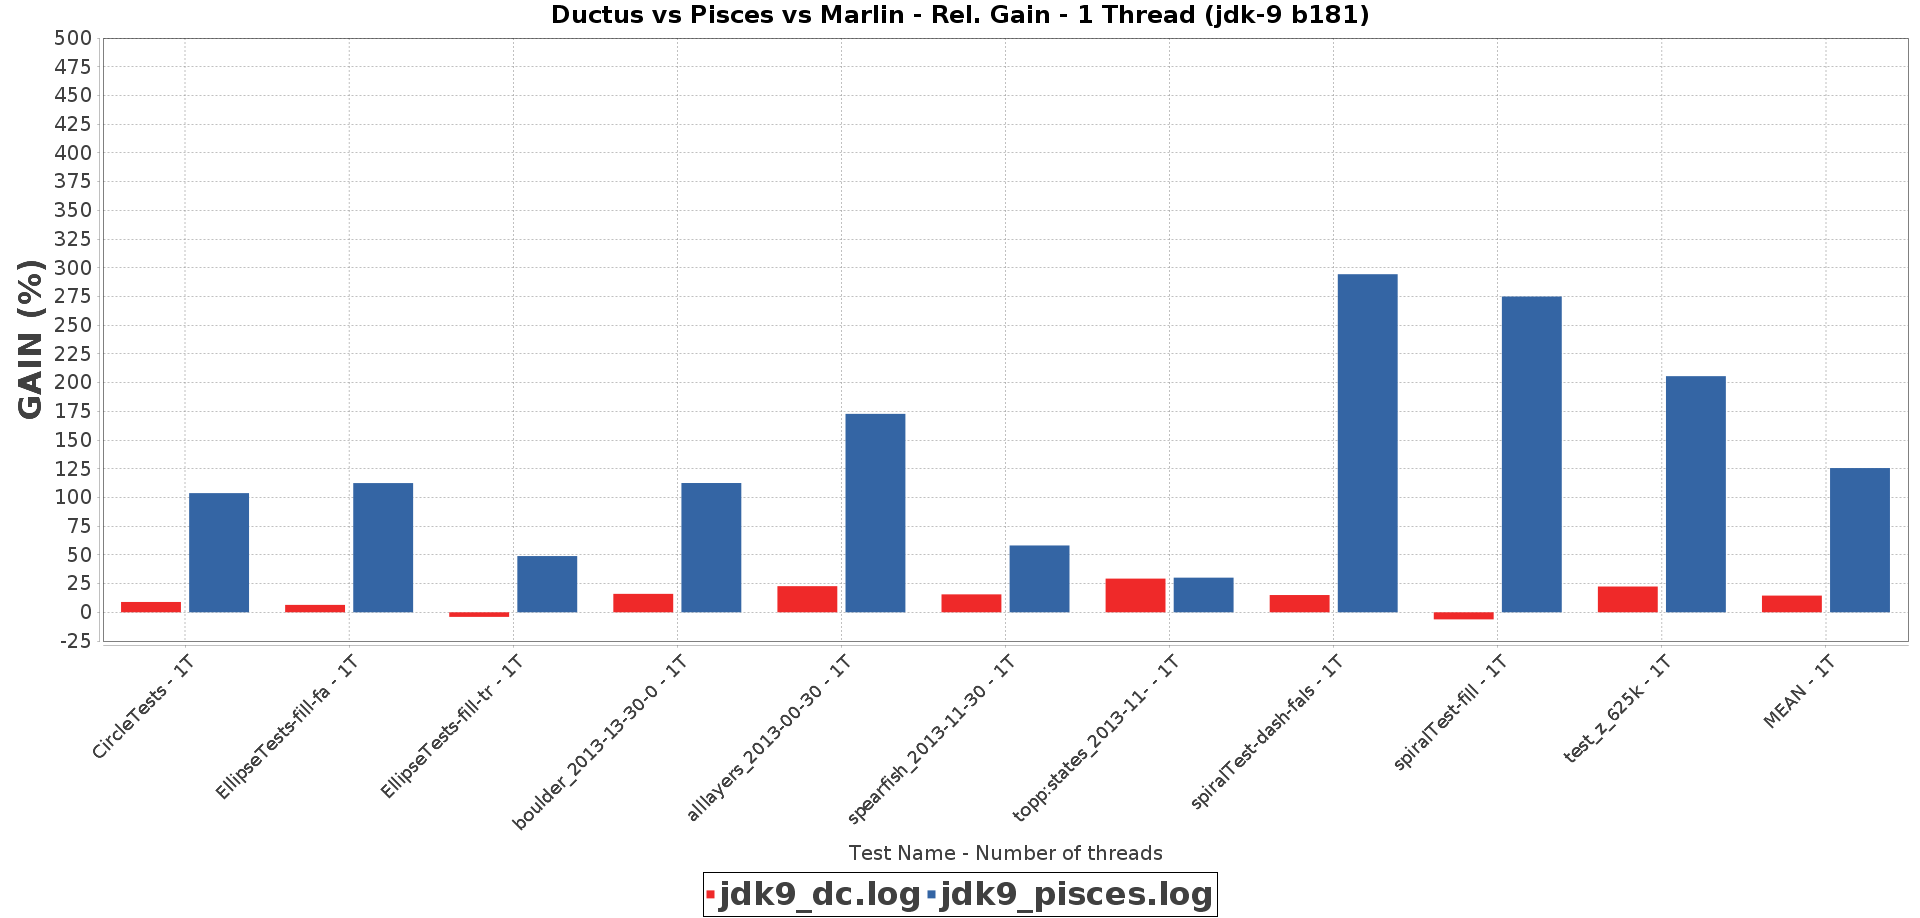 Ductus vs Pisces vs Marlin - Rel. Gain - 1 Thread (jdk-9 b181)
GAIN (%)
500
475
450
425
400
375
350
325
300
275
250
225
200
175
150
125
100
75
50
25
0
-25
CircleTests - 1T
EllipseTests-fill-fa - 1T
EllipseTests-fill-tr - 1T
boulder_2013-13-30-0 - 1T
alllayers_2013-00-30 - 1T
spearfish_2013-11-30 - 1T
topp:states_2013-11- - 1T
spiralTest-dash-fals - 1T
spiralTest-fill - 1T
test_z_625k - 1T
MEAN - 1T
Test Name - Number of threads
jdk9_dc.log jdk9_pisces.log